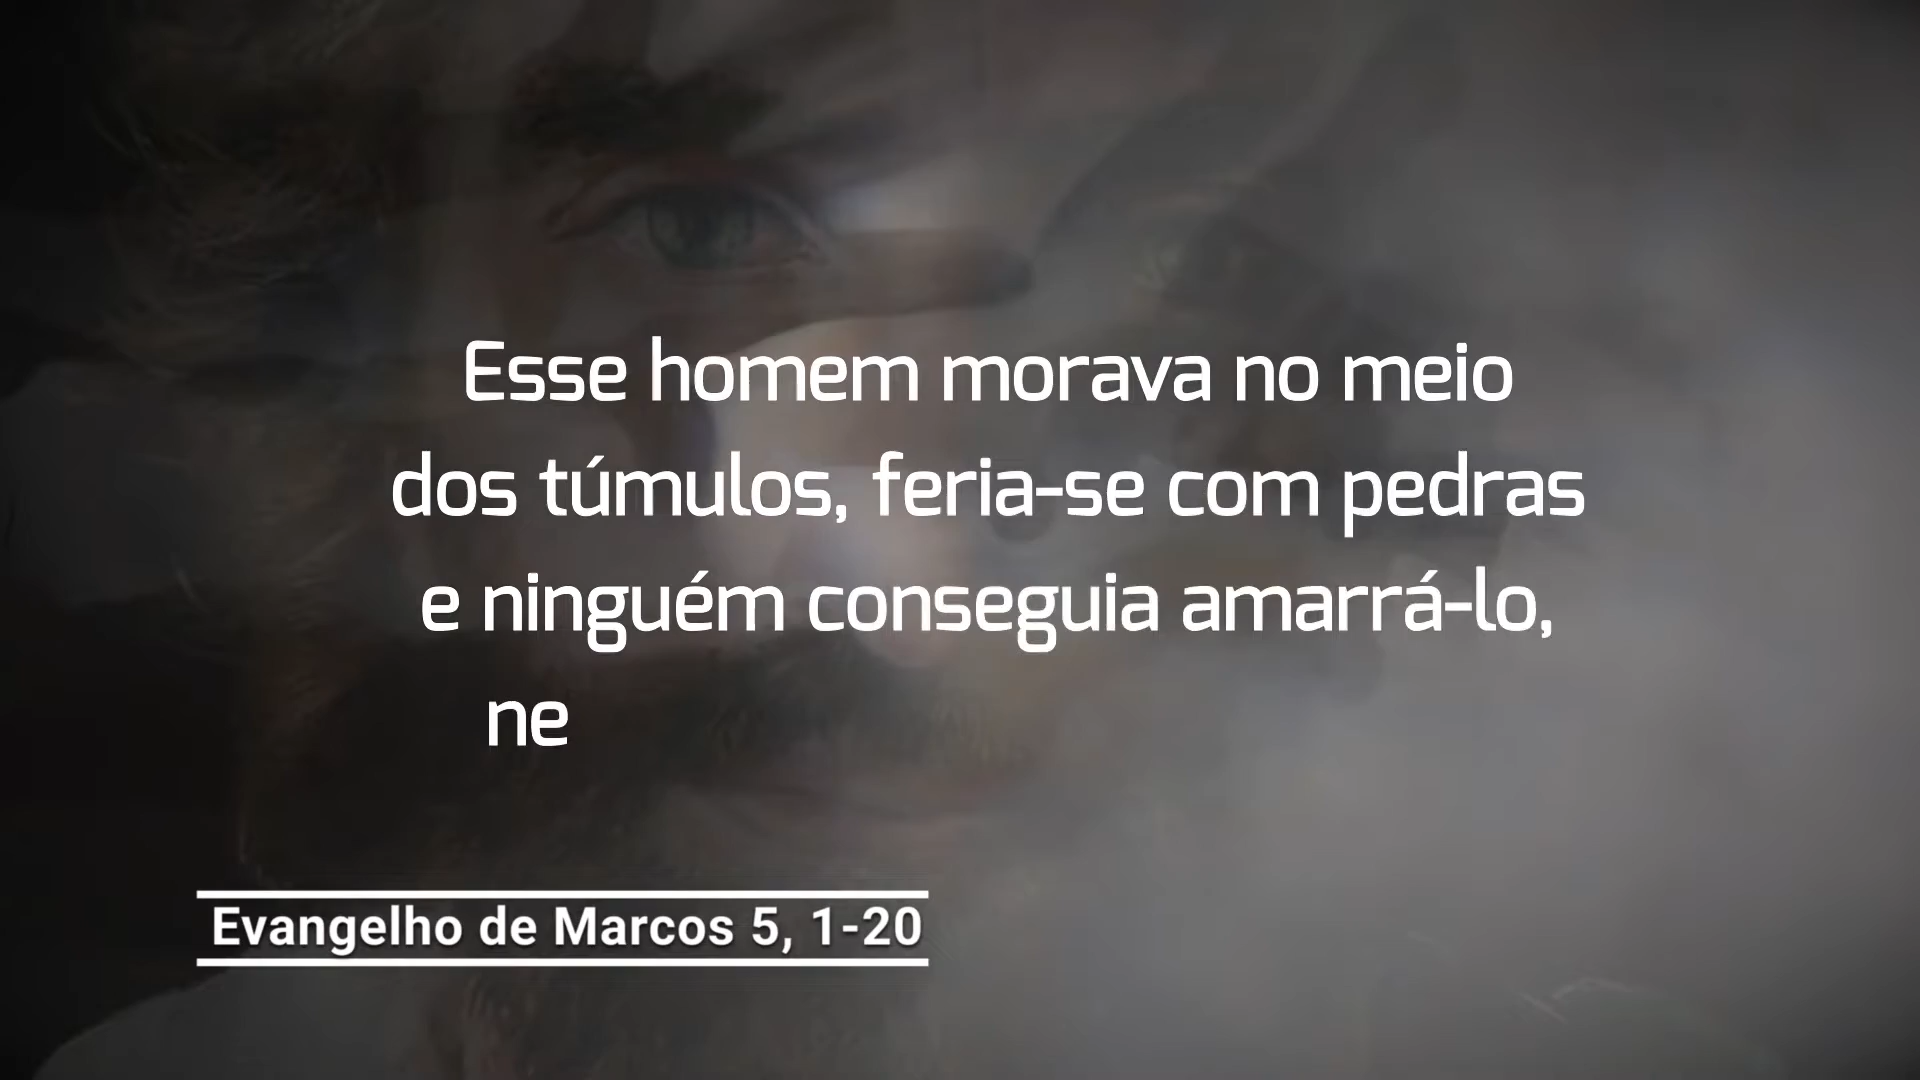 Esse homem morava no meio
dos túmulos, feria-se com pedras
e ninguém conseguia amarrá-lo,
ne
Evangelho de Marcos 5, 1-20